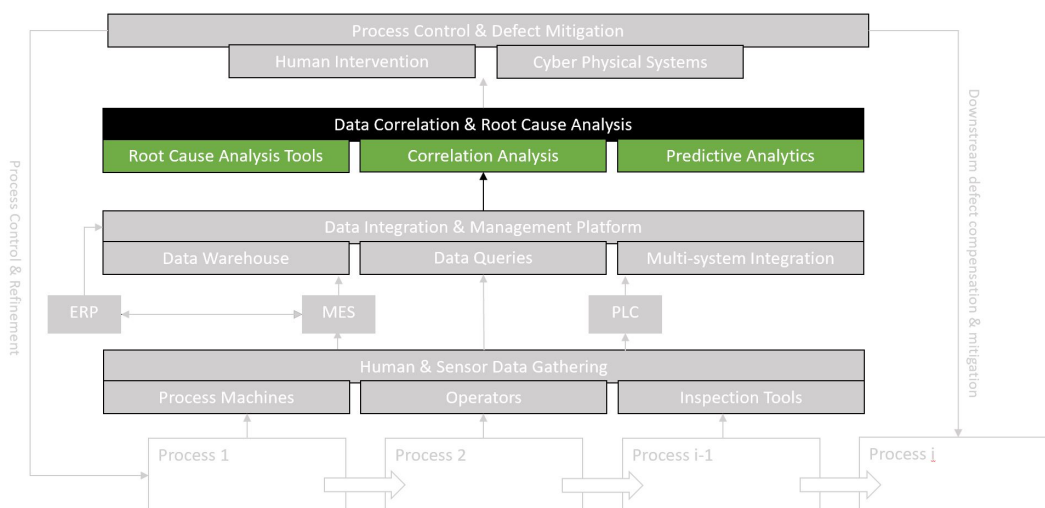 Process Control & Defect Mitigation
Human Intervention
Cyber Physical Systems
Data Correlation & Root Cause Analysis
Root Cause Analysis Tools
Correlation Analysis
Predictive Analytics
Process Control & Refinement
Downstream defect compensation & mitigation
Data Integration & Management Platform
Data Warehouse
Data Queries
Multi-system Integration
ERP
MES
PLC
Human & Sensor Data Gathering
Process Machines
Operators
Inspection Tools
Process 1
Process 2
Process i-1
Process i